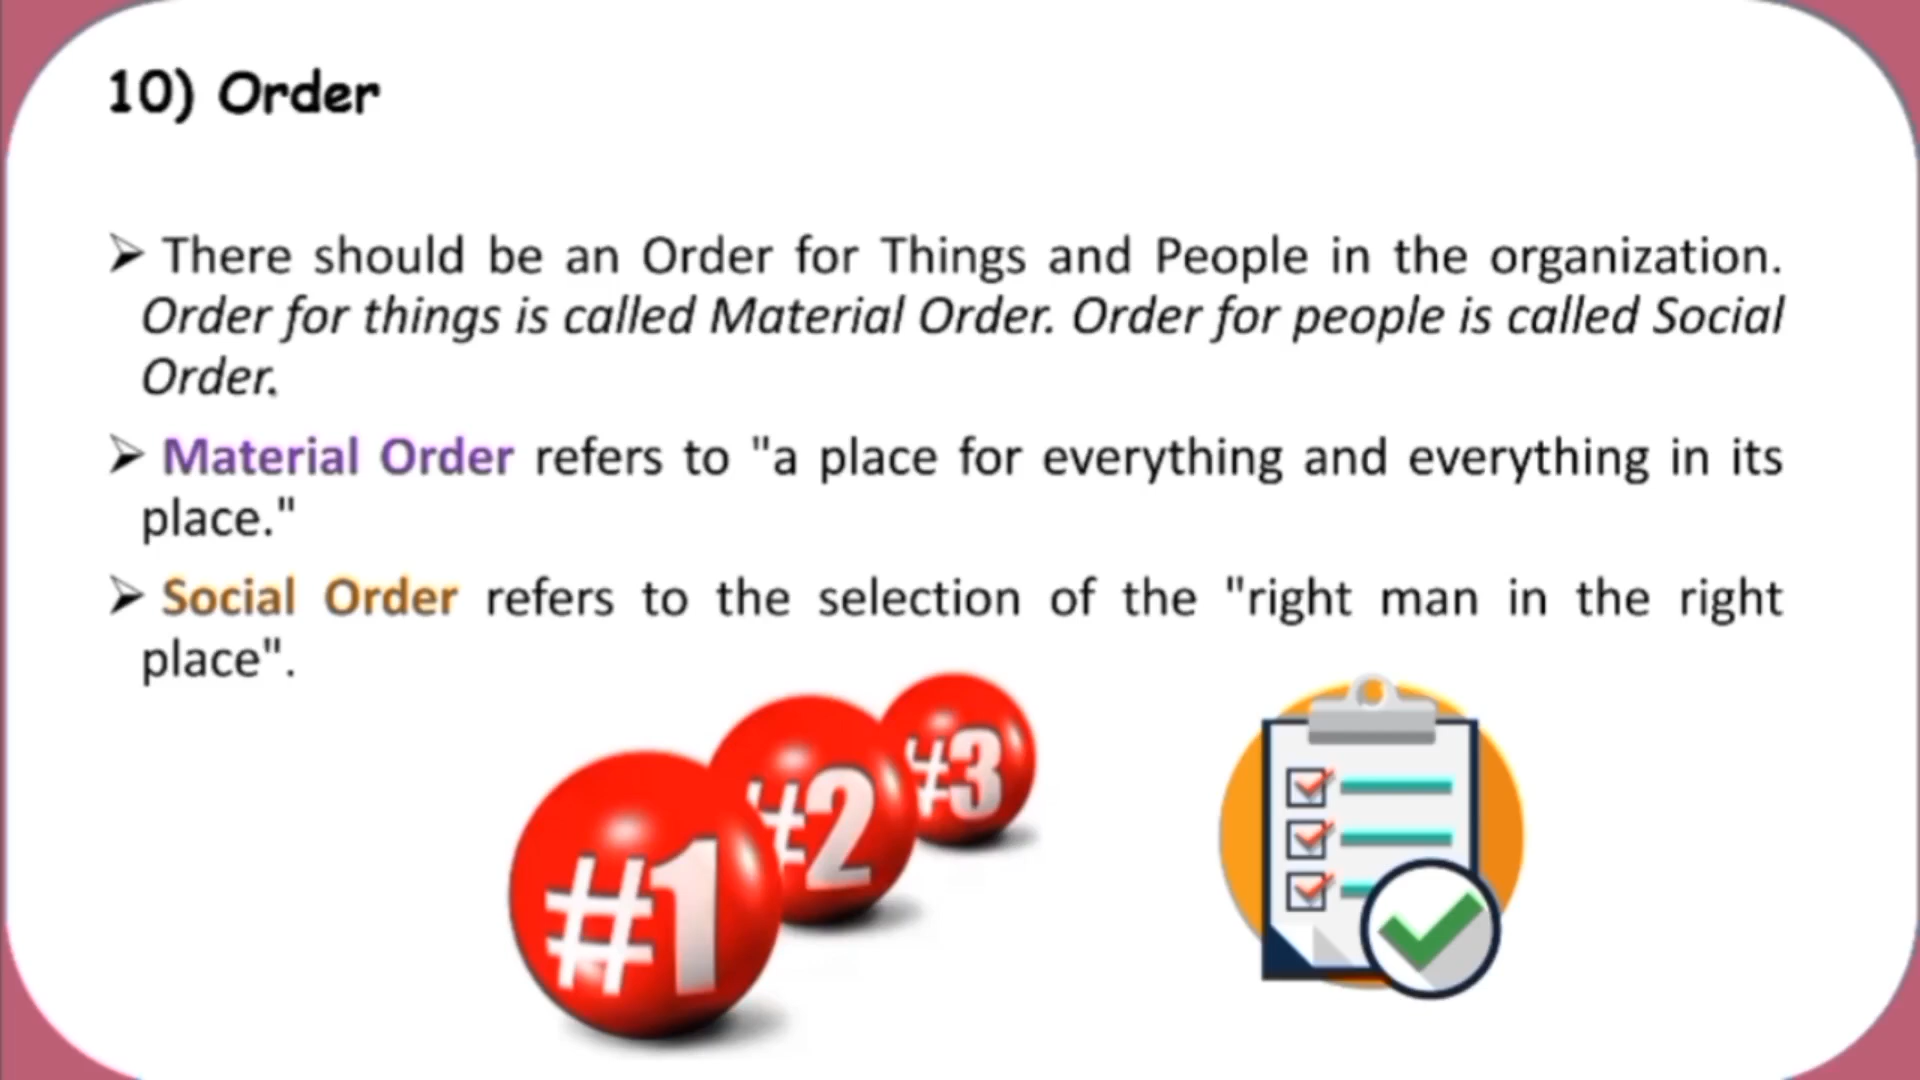 10) Order
➢ There should be an Order for Things and People in the organization.
Order for things is called Material Order. Order for people is called Social
Order.
➢ Material Order refers to "a place for everything and everything in its
place."
➢ Social Order refers to the selection of the "right man in the right
place".
#1
#2
#3